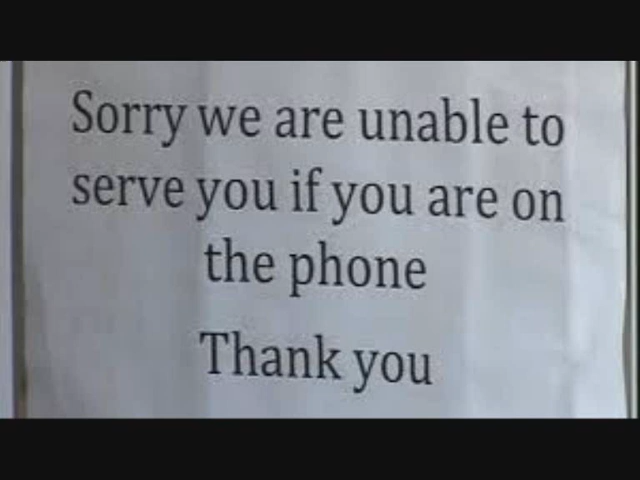 Sorry we are unable to
serve you if you are on
the phone
Thank you